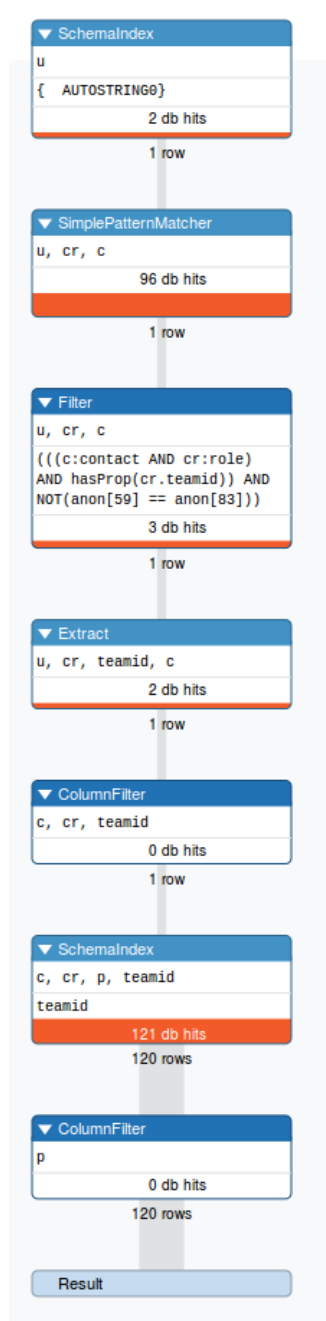 SchemaIndex
u
{  AUTOSTRING0}
2 db hits
1 row
SimplePatternMatcher
u, cr, c
96 db hits
1 row
Filter
u, cr, c
(((c:contact AND cr:role)
AND hasProp(cr.teamid)) AND
NOT(anon[59] == anon[83]))
3 db hits
1 row
Extract
u, cr, teamid, c
2 db hits
1 row
ColumnFilter
c, cr, teamid
0 db hits
1 row
SchemaIndex
c, cr, p, teamid
teamid
121 db hits
120 rows
ColumnFilter
p
0 db hits
120 rows
Result